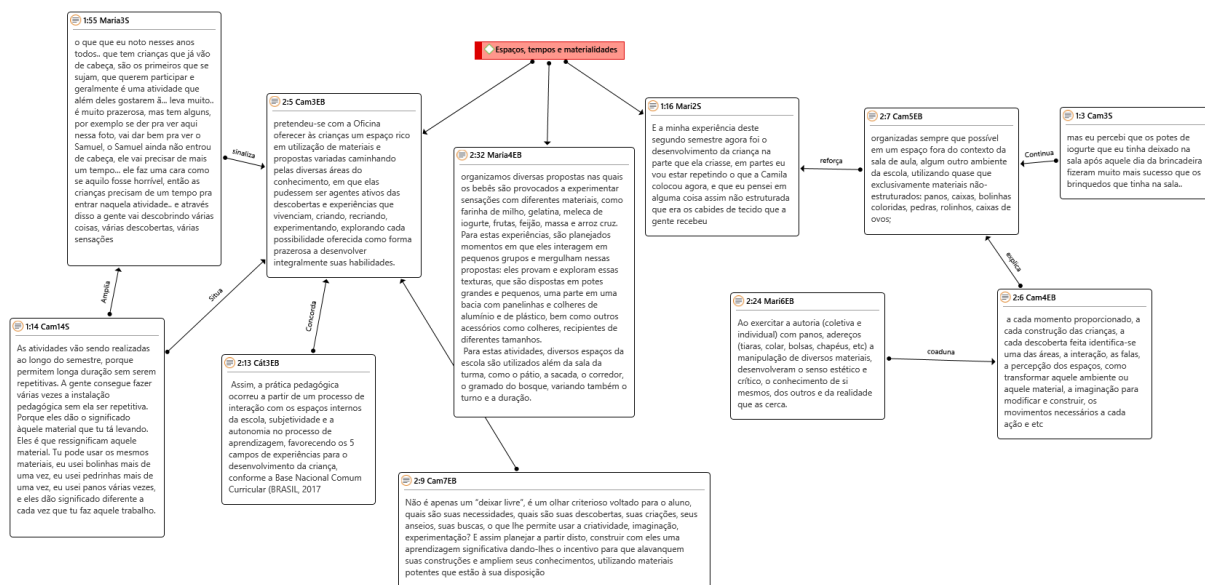 Espaços, tempos e materialidades
1:55 Maria3S
o que que eu noto nesses anos
todos.. que tem crianças que já vão
de cabeça, são os primeiros que se
sujam, que querem participar e
geralmente é uma atividade que
além deles gostarem ã... leva muito..
é muito prazerosa, mas tem alguns,
por exemplo se der pra ver aqui
nessa foto, vai dar bem pra ver o
Samuel, o Samuel ainda não entrou
de cabeça, ele vai precisar de mais
um tempo... ele faz uma cara como
se aquilo fosse horrível, então as
crianças precisam de um tempo pra
entrar naquela atividade.. e através
disso a gente vai descobrindo várias
coisas, várias descobertas, várias
sensações
sinaliza
2:5 Cam3EB
pretendeu-se com a Oficina
oferecer às crianças um espaço rico
em utilização de materiais e
propostas variadas caminhando
pelas diversas áreas do
conhecimento, em que elas
pudessem ser agentes ativos das
descobertas e experiências que
vivenciam, criando, recriando,
experimentando, explorando cada
possibilidade oferecida como forma
prazerosa a desenvolver
integralmente suas habilidades.
2:32 Maria4EB
organizamos diversas propostas nas quais
os bebês são provocados a experimentar
sensações com diferentes materiais, como
farinha de milho, gelatina, meleca de
iogurte, frutas, feijão, massa e arroz cruz.
Para estas experiências, são planejados
momentos em que eles interagem em
pequenos grupos e mergulham nessas
propostas: eles provam e exploram essas
texturas, que são dispostas em potes
grandes e pequenos, uma parte em uma
bacia com panelinhas e colheres de
alumínio e de plástico, bem como outros
acessórios como colheres, recipientes de
diferentes tamanhos.
Para estas atividades, diversos espaços da
escola são utilizados além da sala da
turma, como o pátio, a sacada, o corredor,
o gramado do bosque, variando também o
turno e a duração.
1:16 Mari2S
E a minha experiência deste
segundo semestre agora foi o
desenvolvimento da criança na
parte que ela criasse, em partes eu
vou estar repetindo o que a Camila
colocou agora, e que eu pensei em
alguma coisa assim não estruturada
que era os cabides de tecido que a
gente recebeu
reforça
2:7 Cam5EB
organizadas sempre que possível
em um espaço fora do contexto da
sala de aula, algum outro ambiente
da escola, utilizando quase que
exclusivamente materiais não-
estruturados: panos, caixas, bolinhas
coloridas, pedras, rolinhos, caixas de
ovos;
Continua
1:3 Cam3S
mas eu percebi que os potes de
iogurte que eu tinha deixado na
sala após aquele dia da brincadeira
fizeram muito mais sucesso que os
brinquedos que tinha na sala..
explica
Amplia
Situa
Concorda
1:14 Cam14S
As atividades vão sendo realizadas
ao longo do semestre, porque
permitem longa duração sem serem
repetitivas. A gente consegue fazer
várias vezes a instalação
pedagógica sem ela ser repetitiva.
Porque eles dão o significado
àquele material que tu tá levando.
Eles é que ressignificam aquele
material. Tu pode usar os mesmos
materiais, eu usei bolinhas mais de
uma vez, eu usei pedrinhas mais de
uma vez, eu usei panos várias vezes,
e eles dão significado diferente a
cada vez que tu faz aquele trabalho.
2:13 Cát3EB
Assim, a prática pedagógica
ocorreu a partir de um processo de
interação com os espaços internos
da escola, subjetividade e a
autonomia no processo de
aprendizagem, favorecendo os 5
campos de experiências para o
desenvolvimento da criança,
conforme a Base Nacional Comum
Curricular (BRASIL, 2017
2:24 Mari6EB
Ao exercitar a autoria (coletiva e
individual) com panos, adereços
(tiaras, colar, bolsas, chapéus, etc) a
manipulação de diversos materiais,
desenvolveram o senso estético e
crítico, o conhecimento de si
mesmos, dos outros e da realidade
que as cerca.
coaduna
2:6 Cam4EB
a cada momento proporcionado, a
cada construção das crianças, a
cada descoberta feita identifica-se
uma das áreas, a interação, as falas,
a percepção dos espaços, como
transformar aquele ambiente ou
aquele material, a imaginação para
modificar e construir, os
movimentos necessários a cada
ação e etc
2:9 Cam7EB
Não é apenas um "deixar livre", é um olhar criterioso voltado para o aluno,
quais são suas necessidades, quais são suas descobertas, suas criações, seus
anseios, suas buscas, o que lhe permite usar a criatividade, imaginação,
experimentação? E assim planejar a partir disto, construir com eles uma
aprendizagem significativa dando-lhes o incentivo para que alavanquem
suas construções e ampliem seus conhecimentos, utilizando materiais
potentes que estão à sua disposição